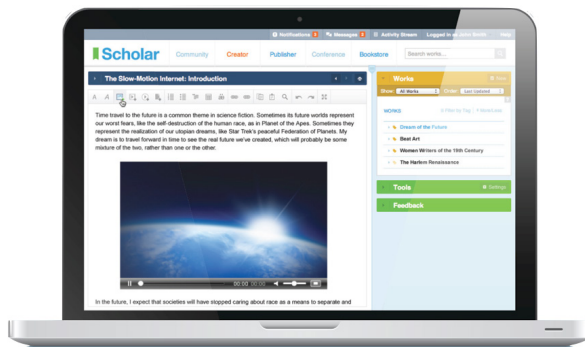 Notifications
Messages
Activity Stream
Logged in as John Smith
Help
Scholar
Community
Creator
Publisher
Conference
Bookstore
Search works...
The Slow-Motion Internet: Introduction
Time travel to the future is a common theme in science fiction. Sometimes its future worlds represent
our worst fears, like the self-destruction of the human race, as in Planet of the Apes. Sometimes they
represent the realization of our utopian dreams, like Star Trek's peaceful Federation of Planets. My
dream is to travel forward in time to see the real future we've created, which will probably be some
mixture of the two, rather than one or the other.
00:00 00:00
In the future, I expect that societies will have stopped caring about race as a means to separate and
Works
Show: All Works Order: Last Updated
WORKS
Filter by Tag
Dream of the Future
Beat Art
Women Writers of the 19th Century
The Harlem Renaissance
Tools
Settings
Feedback